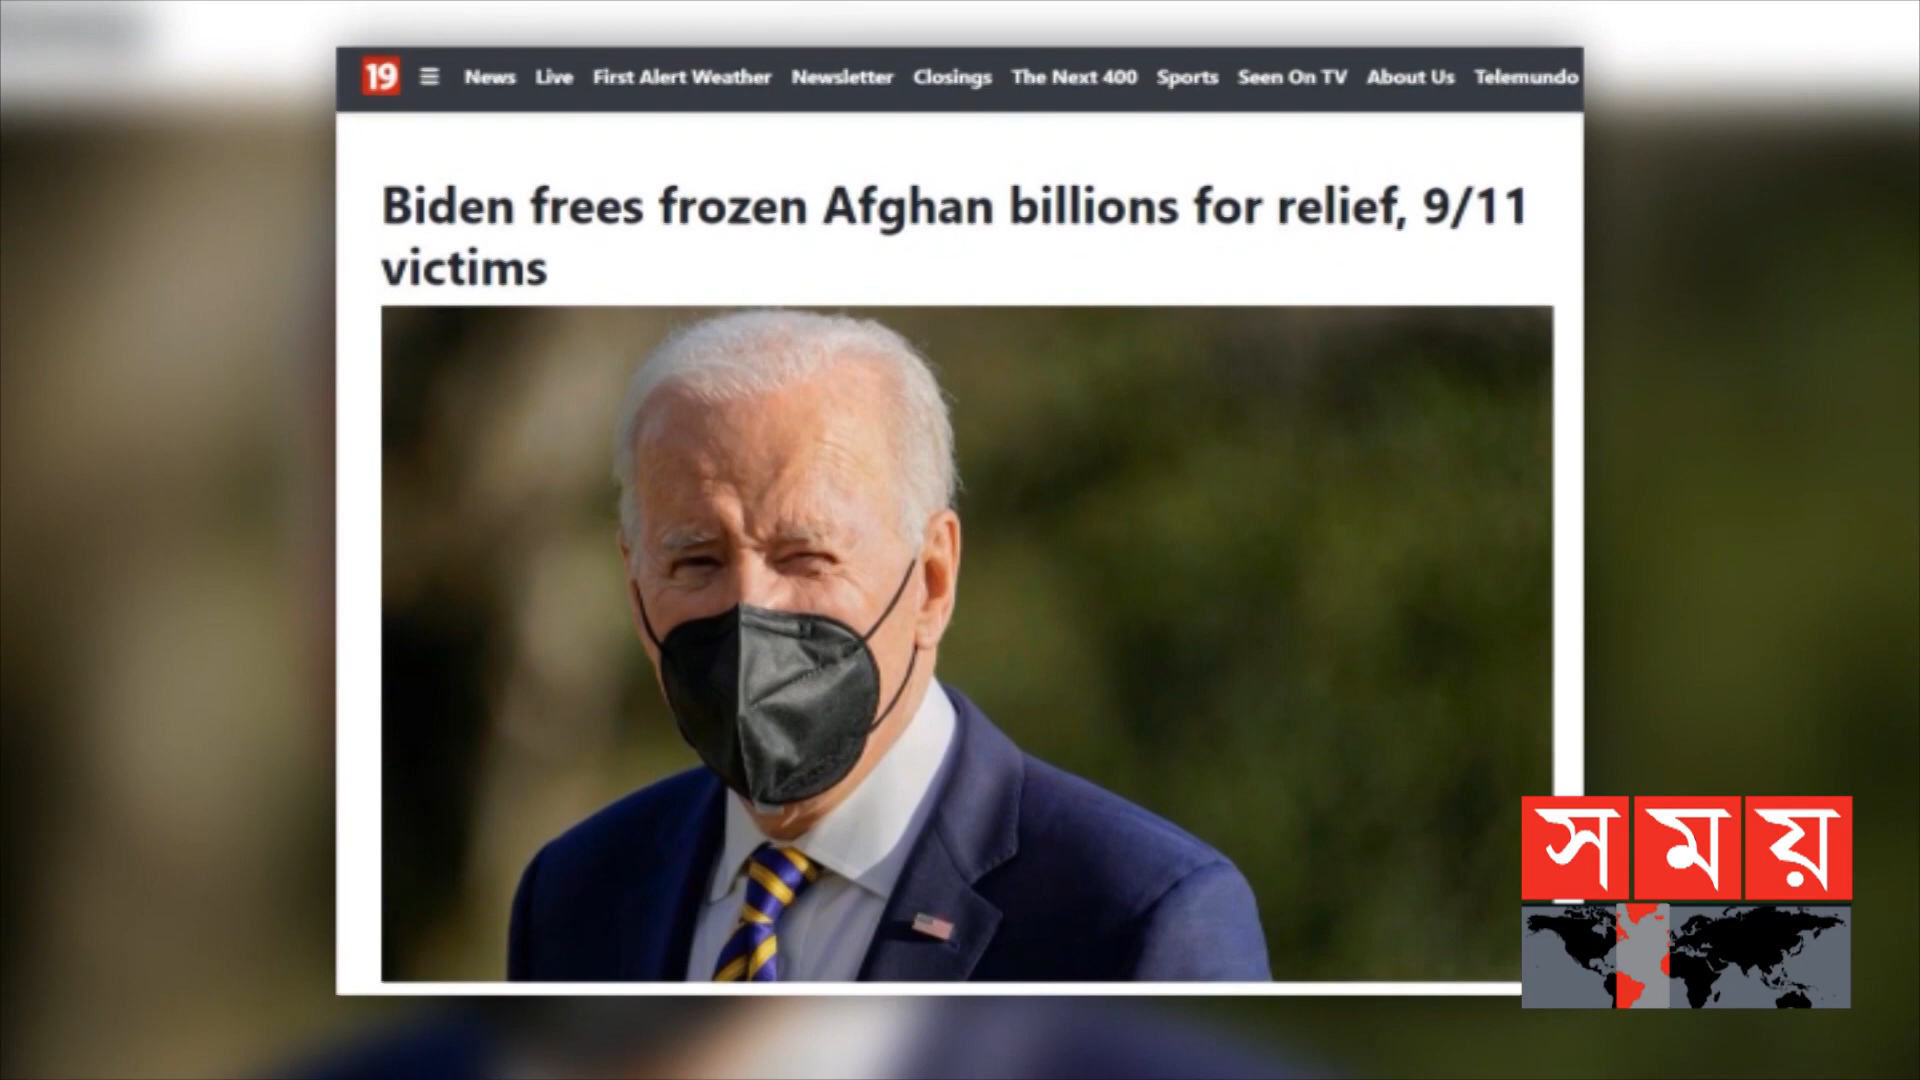 19 News Live First Alert Weather Newsletter Closings The Next 400 Sports Seen On TV About Us Telemundo
Biden frees frozen Afghan billions for relief, 9/11
victims
সময়